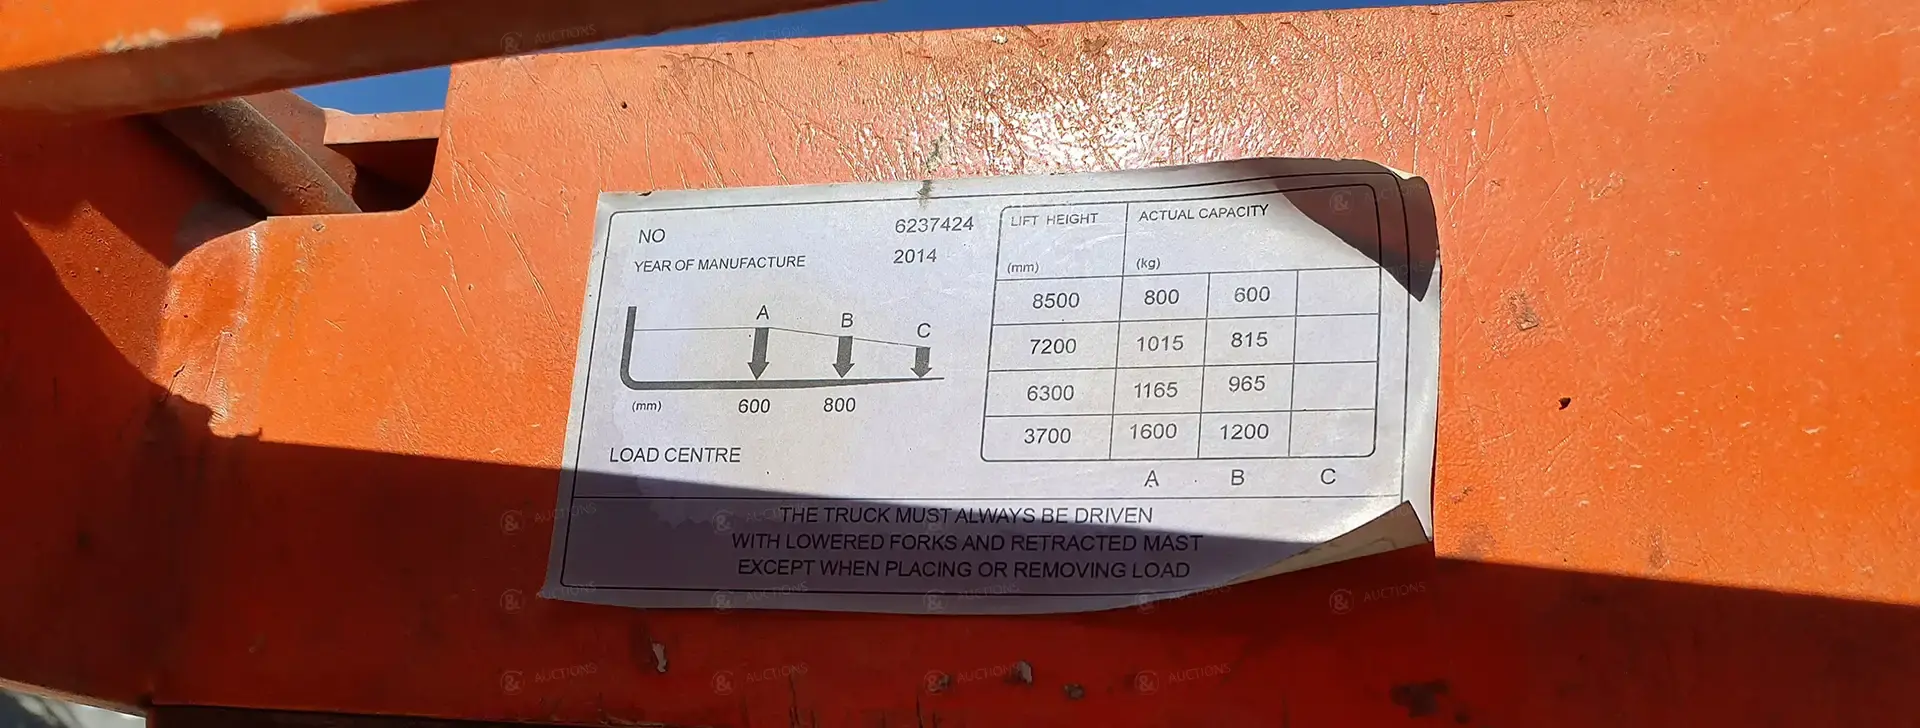 NO 6237424
YEAR OF MANUFACTURE 2014
A B C
(mm) 600 800
LOAD CENTRE
LIFT HEIGHT ACTUAL CAPACITY
(mm) (kg)
8500 800 600
7200 1015 815
6300 1165 965
3700 1600 1200
A B C
THE TRUCK MUST ALWAYS BE DRIVEN
WITH LOWERED FORKS AND RETRACTED MAST
EXCEPT WHEN PLACING OR REMOVING LOAD
& AUCTIONS